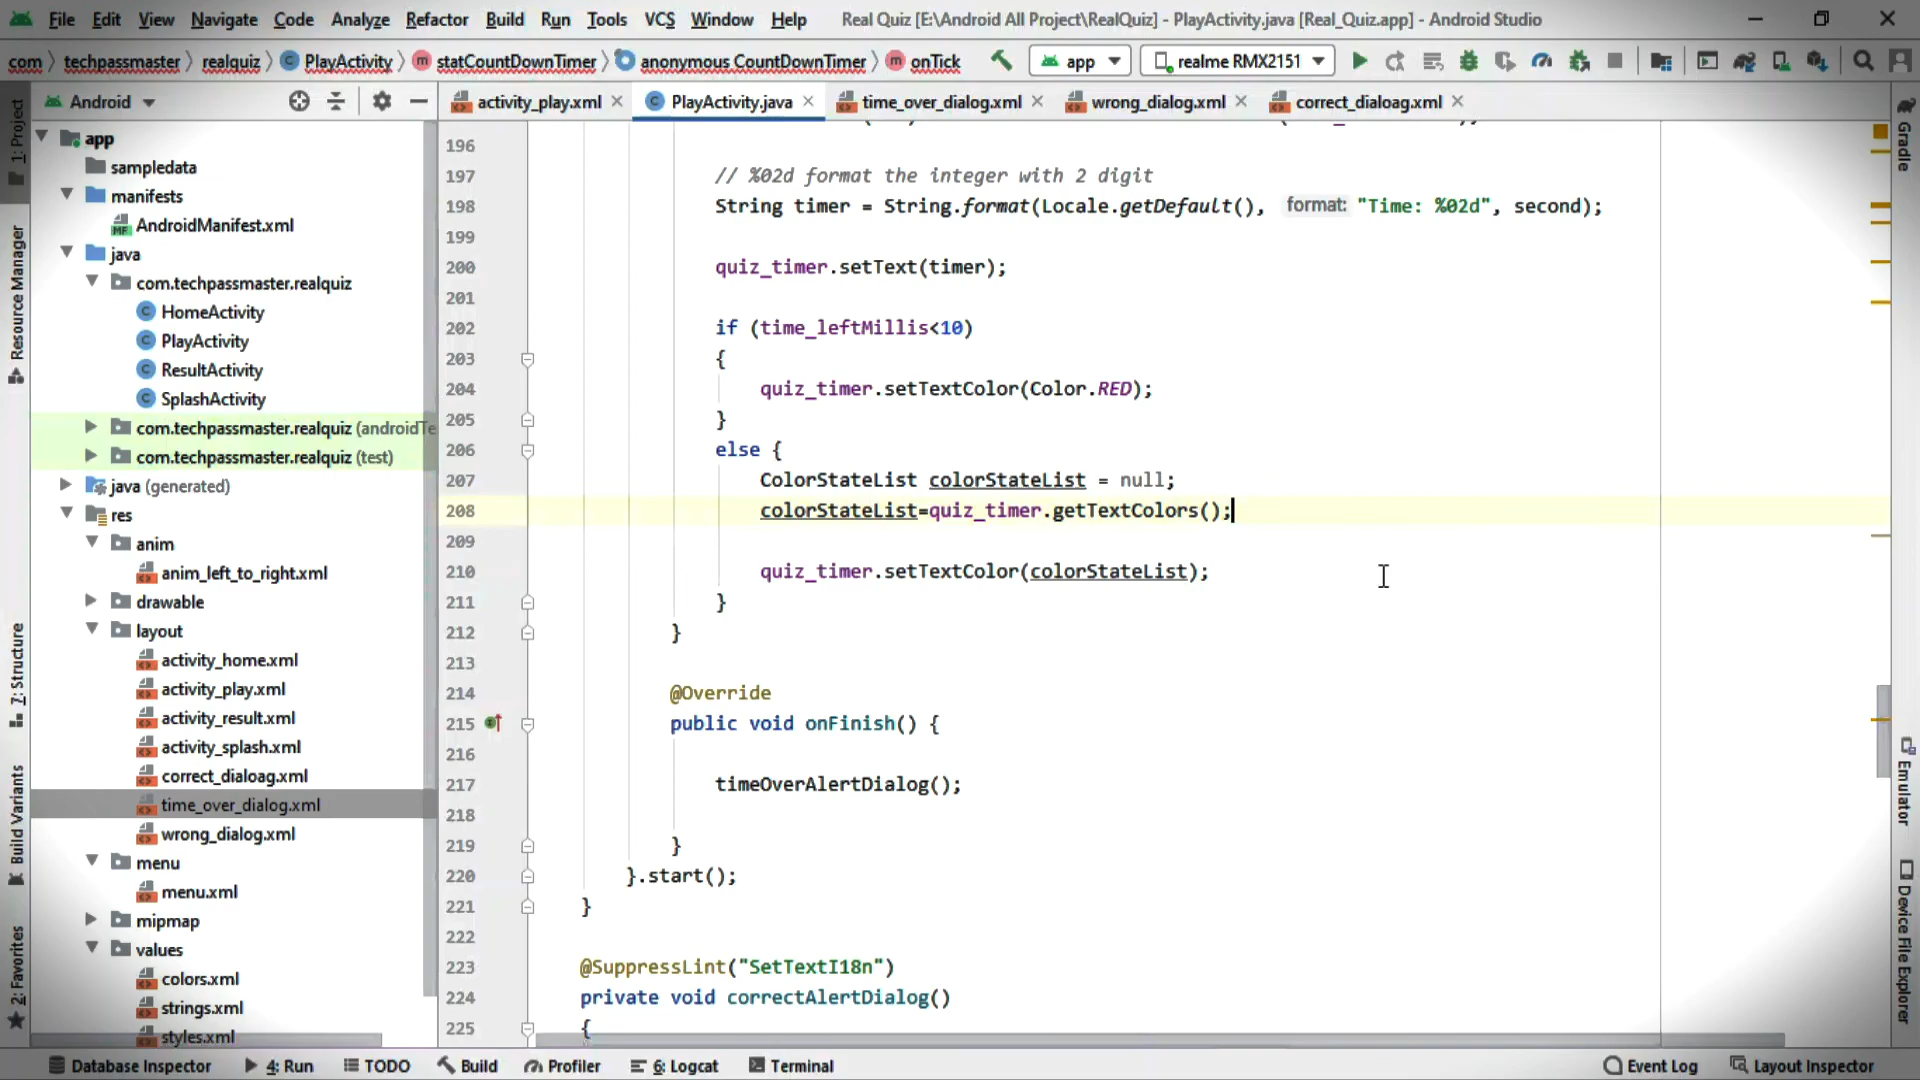 File Edit View Navigate Code Analyze Refactor Build Run Tools VCS Window Help Real Quiz [E:\Android All Project\RealQuiz] - PlayActivity.java [Real_Quiz.app] - Android Studio
com techpassmaster realquiz PlayActivity statCountDownTimer anonymous CountDownTimer onTick app realme RMX2151
Android activity_play.xml PlayActivity.java time_over_dialog.xml wrong_dialog.xml correct_dialoag.xml
1: Project
Resource Manager
7: Structure
Build Variants
2: Favorites
app
sampledata
manifests
AndroidManifest.xml
java
com.techpassmaster.realquiz
HomeActivity
PlayActivity
ResultActivity
SplashActivity
com.techpassmaster.realquiz (androidTe
com.techpassmaster.realquiz (test)
java (generated)
res
anim
anim_left_to_right.xml
drawable
layout
activity_home.xml
activity_play.xml
activity_result.xml
activity_splash.xml
correct_dialoag.xml
time_over_dialog.xml
wrong_dialog.xml
menu
menu.xml
mipmap
values
colors.xml
strings.xml
styles.xml
196
197 // %02d format the integer with 2 digit
198 String timer = String.format(Locale.getDefault(), format: "Time: %02d", second);
199
200 quiz_timer.setText(timer);
201
202 if (time_leftMillis<10)
203 {
204 quiz_timer.setTextColor(Color.RED);
205 }
206 else {
207 ColorStateList colorStateList = null;
208 colorStateList=quiz_timer.getTextColors();
209
210 quiz_timer.setTextColor(colorStateList);
211 }
212 }
213
214 @Override
215 public void onFinish() {
216
217 timeOverAlertDialog();
218
219 }
220 }.start();
221 }
222
223 @SuppressLint("SetTextI18n")
224 private void correctAlertDialog()
225 {
Gradle
Emulator
Device File Explorer
Database Inspector 4: Run TODO Build Profiler 6: Logcat Terminal Event Log Layout Inspector